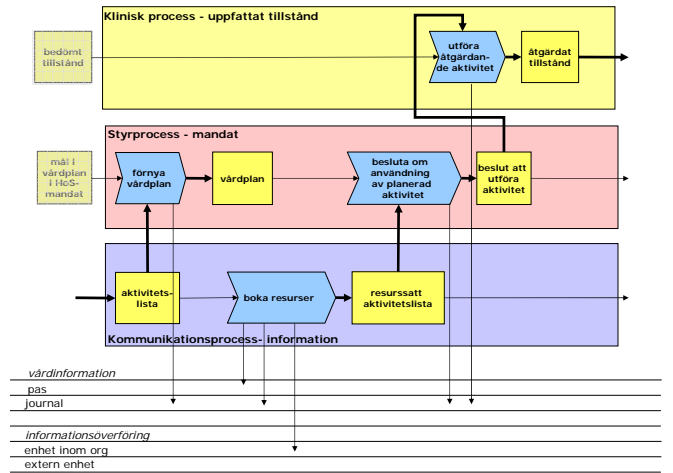 Klinisk process - uppfattat tillstånd
bedömt
tillstånd
utföra
åtgärdan-
de aktivitet
åtgärdat
tillstånd
Styrprocess - mandat
mål i
vårdplan
i HoS-
mandat
förnya
vårdplan
vårdplan
besluta om
användning
av planerad
aktivitet
beslut att
utföra
aktivitet
aktivitets-
lista
boka resurser
resurssatt
aktivitetslista
Kommunikationsprocess- information
vårdinformation
pas
journal
informationsöverföring
enhet inom org
extern enhet